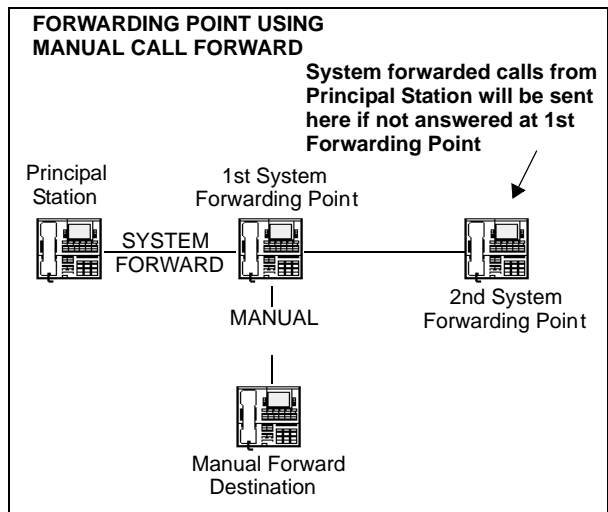 FORWARDING POINT USING
MANUAL CALL FORWARD
System forwarded calls from
Principal Station will be sent
here if not answered at 1st
Forwarding Point
Principal
Station
1st System
Forwarding Point
SYSTEM
FORWARD
2nd System
Forwarding Point
MANUAL
Manual Forward
Destination